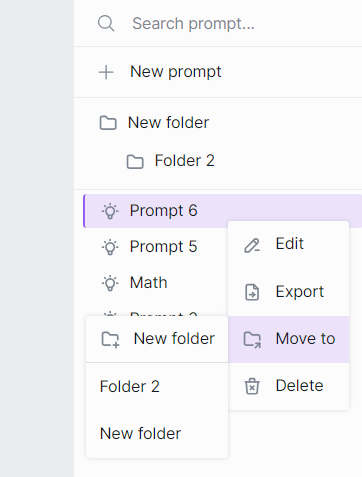 Search prompt...
New prompt
New folder
Folder 2
Prompt 6
Prompt 5
Math
Edit
Export
Move to
Delete
New folder
Folder 2
New folder